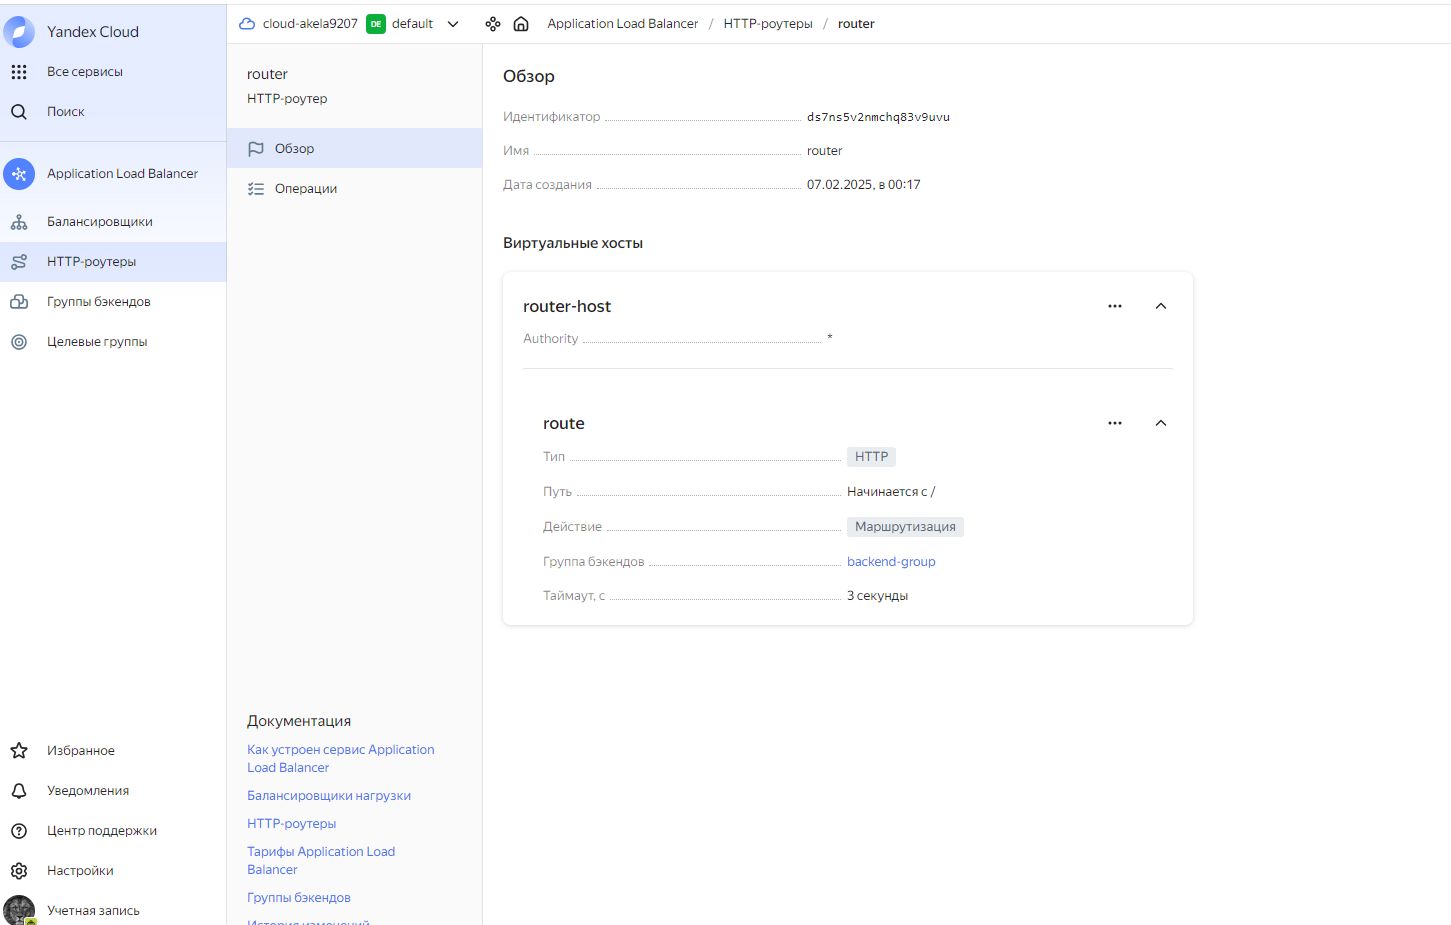 Yandex Cloud
Все сервисы
Поиск
Application Load Balancer
Балансировщики
HTTP-роутеры
Группы бэкендов
Целевые группы
Избранное
Уведомления
Центр поддержки
Настройки
Учетная запись
cloud-akela9207 DE default Application Load Balancer / HTTP-роутеры / router
router
HTTP-роутер
Обзор
Операции
Документация
Как устроен сервис Application
Load Balancer
Балансировщики нагрузки
HTTP-роутеры
Тарифы Application Load
Balancer
Группы бэкендов
История изменений
Обзор
Идентификатор ds7ns5v2nmchq83v9uvu
Имя router
Дата создания 07.02.2025, в 00:17
Виртуальные хосты
router-host
Authority *
route
Тип HTTP
Путь Начинается с /
Действие Маршрутизация
Группа бэкендов backend-group
Таймаут, с 3 секунды